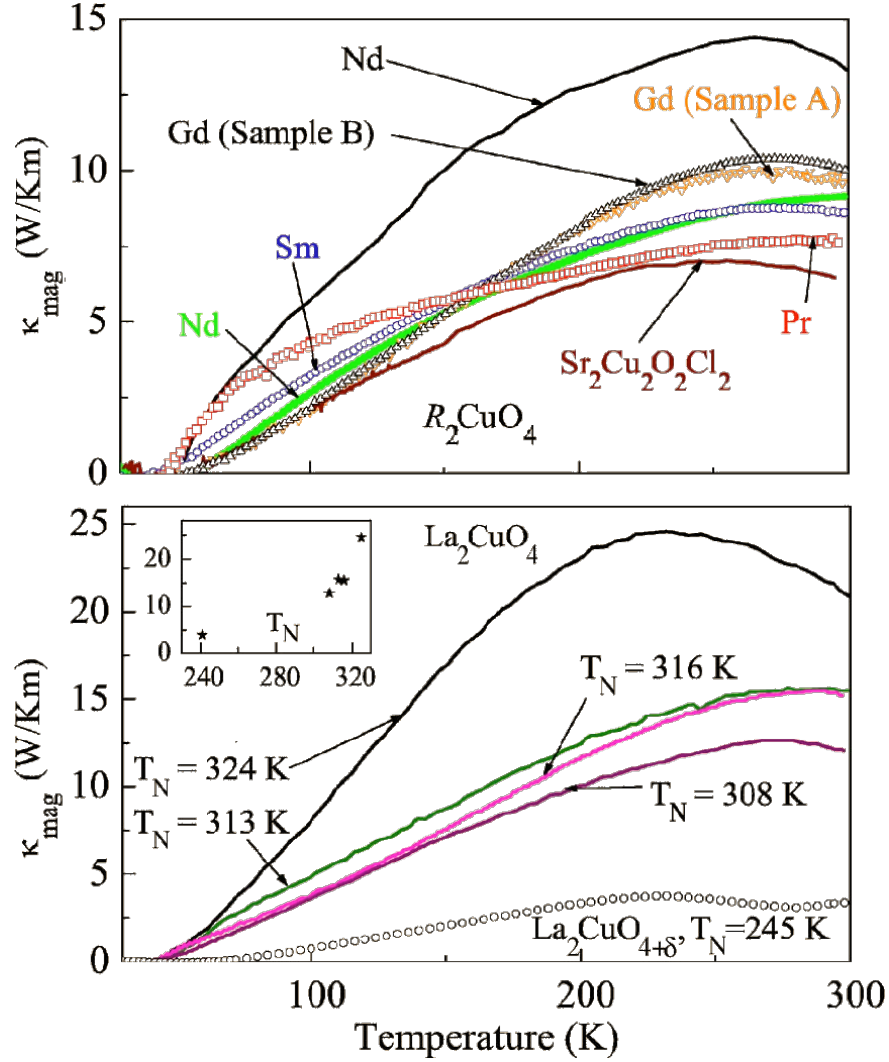 15
10
5
0
κmag (W/Km)
Nd
Gd (Sample A)
Gd (Sample B)
Sm
Nd
Pr
Sr2Cu2O2Cl2
R2CuO4
25
20
15
10
5
0
κmag (W/Km)
La2CuO4
20
10
0
TN
240 280 320
TN = 316 K
TN = 324 K
TN = 308 K
TN = 313 K
La2CuO4+δ, TN=245 K
100 200 300
Temperature (K)